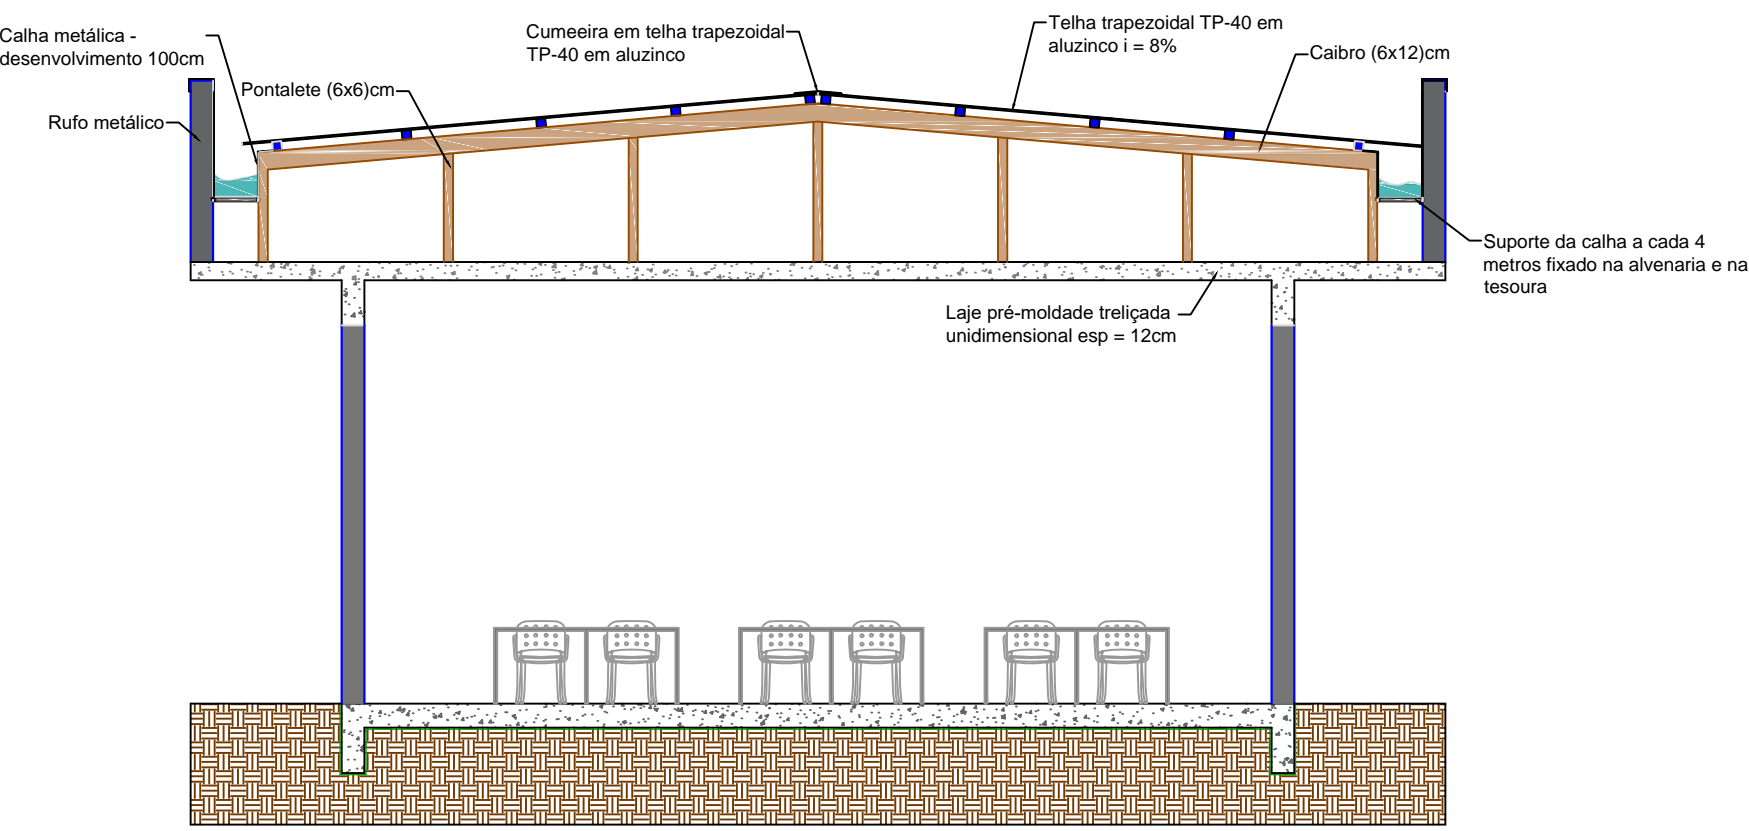 Calha metálica -
desenvolvimento 100cm
Rufo metálico
Pontalete (6x6)cm
Cumeeira em telha trapezoidal
TP-40 em aluzinco
Telha trapezoidal TP-40 em
aluzinco i = 8%
Caibro (6x12)cm
Suporte da calha a cada 4
metros fixado na alvenaria e na
tesoura
Laje pré-moldade treliçada
unidimensional esp = 12cm